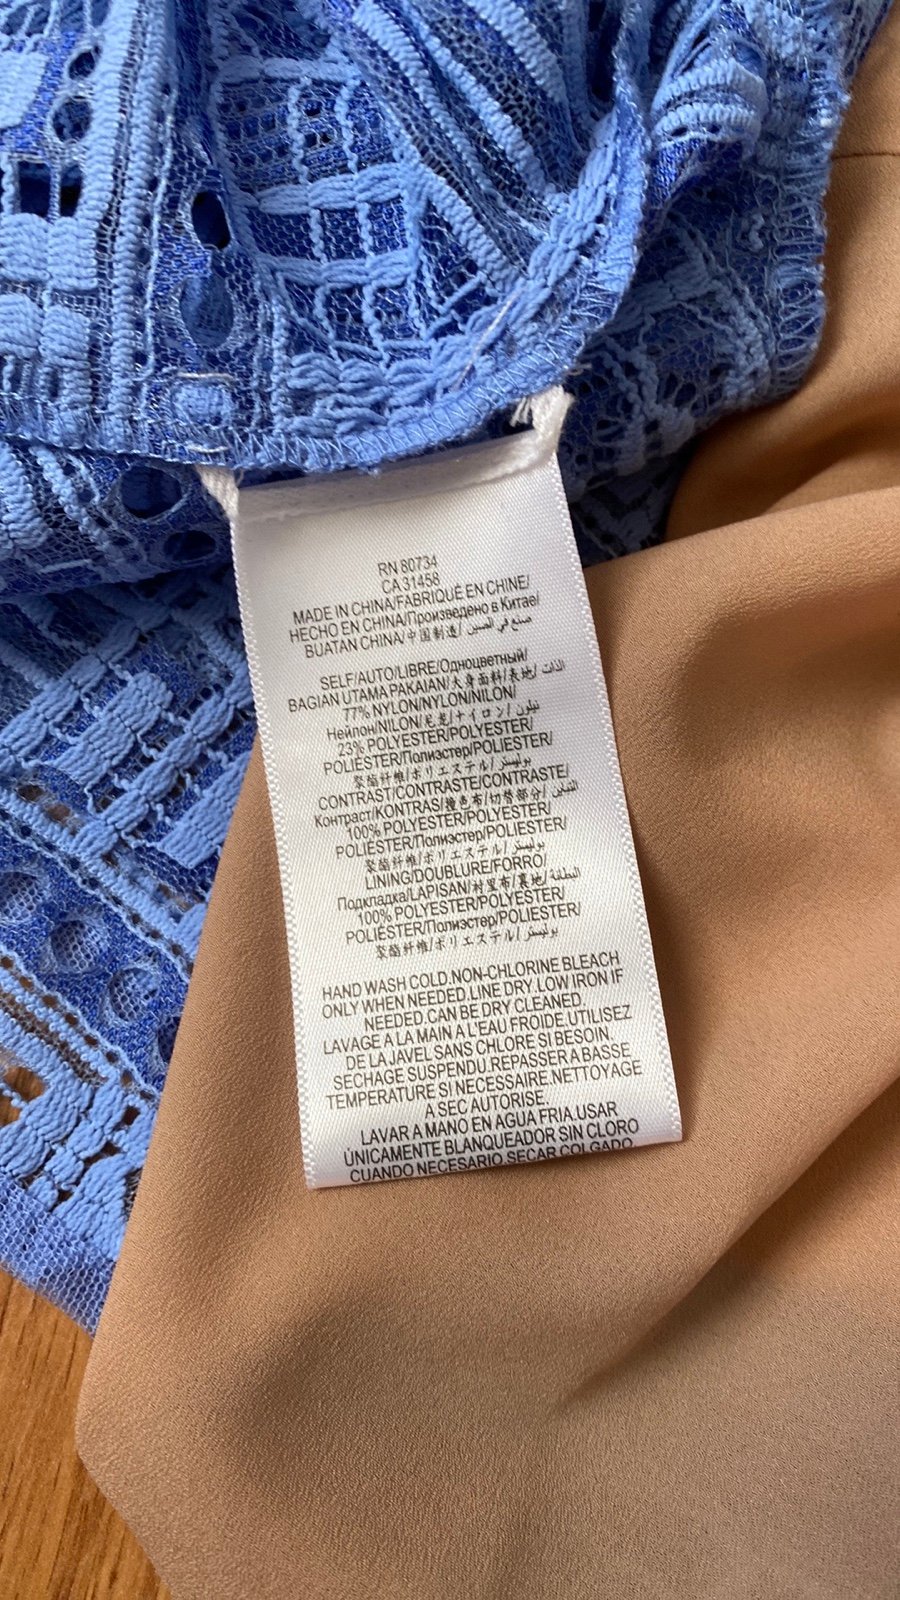 RN 80734
CA 31458
MADE IN CHINA/FABRIQUÉ EN CHINE/
HECHO EN CHINA/Произведено в Китае/
BUATAN CHINA/中国制造/ صنع في الصين/
SELF/AUTO/LIBRE/Одноцветный/
BAGIAN UTAMA PAKAIAN/大身面料/表地/ الذات
77% NYLON/NYLON/NILON/
Нейлон/NILON/尼龙/ナイロン/ نيلون
23% POLYESTER/POLYESTER/
POLIÉSTER/Полиэстер/POLIESTER/
聚酯纤维/ポリエステル/ بوليستر
CONTRAST/CONTRASTE/CONTRASTE/
Контраст/KONTRAS/撞色布/切替部分/ التباين
100% POLYESTER/POLYESTER/
POLIÉSTER/Полиэстер/POLIESTER/
聚酯纤维/ポリエステル/ بوليستر
LINING/DOUBLURE/FORRO/
Подкладка/LAPISAN/衬里布/裏地/ البطانة
100% POLYESTER/POLYESTER/
POLIÉSTER/Полиэстер/POLIESTER/
聚酯纤维/ポリエステル/ بوليستر
HAND WASH COLD.NON-CHLORINE BLEACH
ONLY WHEN NEEDED.LINE DRY.LOW IRON IF
NEEDED.CAN BE DRY CLEANED.
LAVAGE A LA MAIN A L'EAU FROIDE.UTILISEZ
DE LA JAVEL SANS CHLORE SI BESOIN.
SECHAGE SUSPENDU.REPASSER A BASSE
TEMPERATURE SI NECESSAIRE.NETTOYAGE
A SEC AUTORISE.
LAVAR A MANO EN AGUA FRIA.USAR
ÙNICAMENTE BLANQUEADOR SIN CLORO
CUANDO NECESARIO SECAR COLGADO.